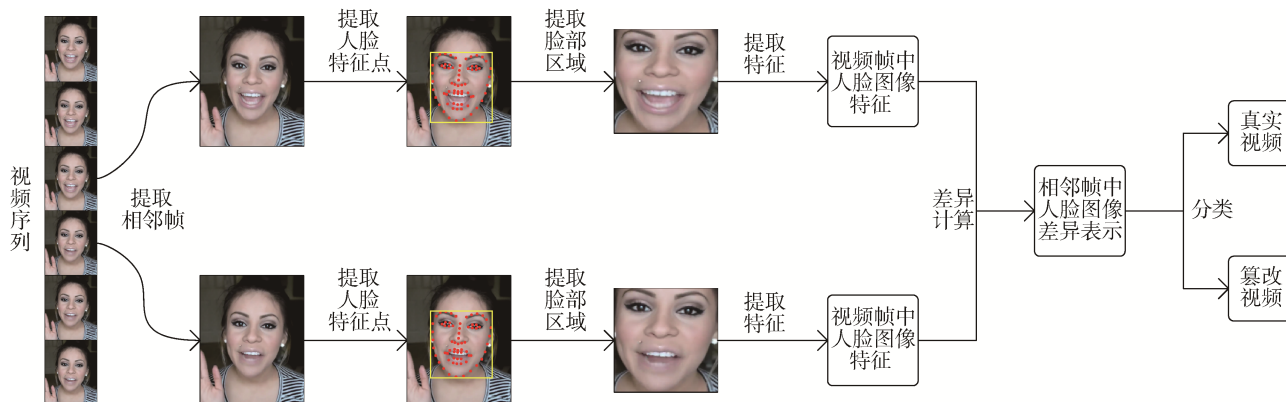 视
频
序
列
提取
相邻帧
提取
人脸
特征点
提取
脸部
区域
提取
特征
视频帧中
人脸图像
特征
提取
人脸
特征点
提取
脸部
区域
提取
特征
视频帧中
人脸图像
特征
差异
计算
相邻帧中
人脸图像
差异表示
分类
真实
视频
篡改
视频